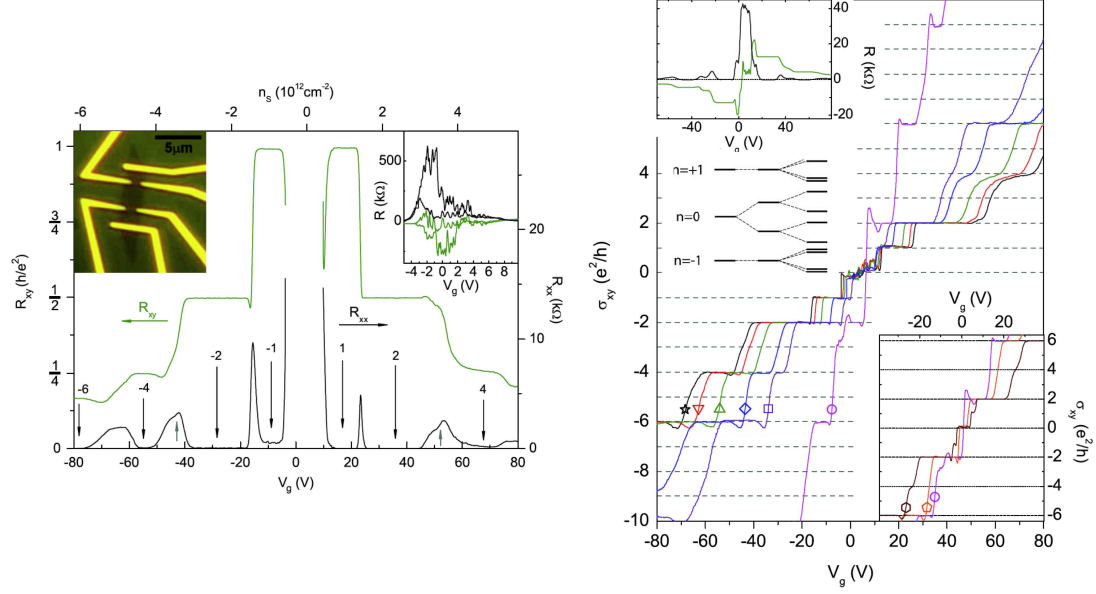 n_S (10^12 cm^-2)
-6 -4 -2 0 2 4
5μm
1
3/4
1/2
1/4
0
R_xy (h/e^2)
R_xy
R_xx
-6 -4 -2 -1 1 2 4
500
0
R (kΩ)
-4 -2 0 2 4 6 8
V_g (V)
20
10
0
R_xx (kΩ)
-80 -60 -40 -20 0 20 40 60 80
V_g (V)
40
20
0
-20
R (kΩ)
-40 0 40
V_g (V)
n=+1
n=0
n=-1
4
2
0
-2
-4
-6
-8
-10
σ_xy (e^2/h)
V_g (V)
-20 0 20
6
4
2
0
-2
-4
-6
σ_xy (e^2/h)
-80 -60 -40 -20 0 20 40 60 80
V_g (V)